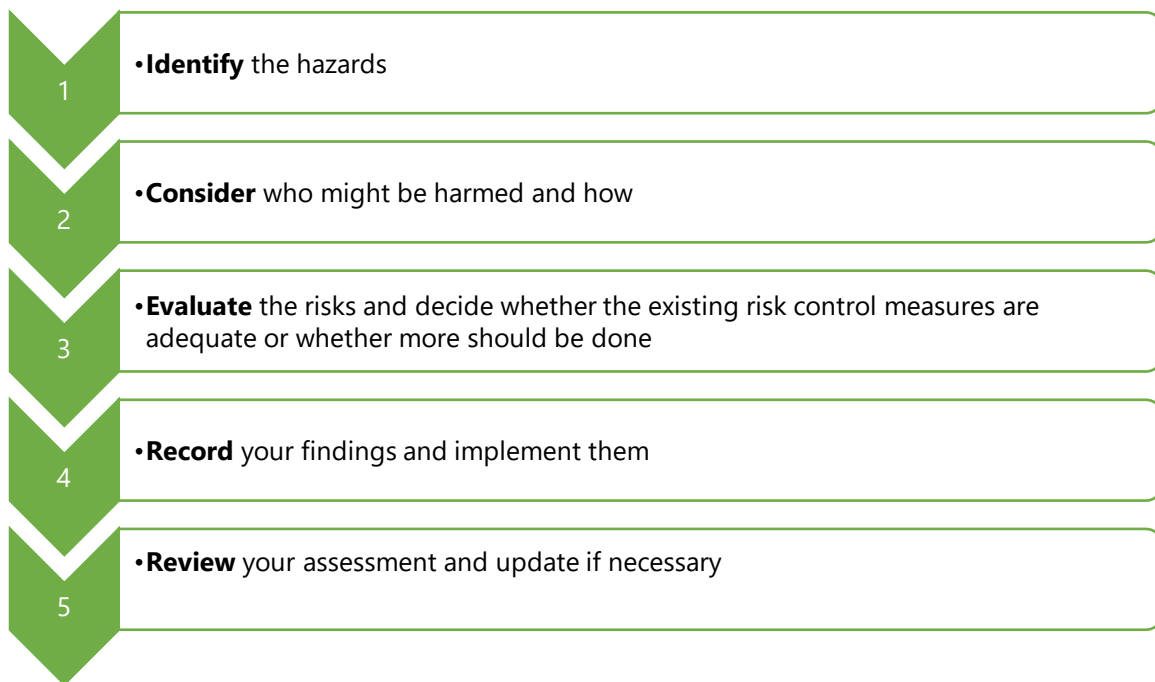 1
•Identify the hazards
2
•Consider who might be harmed and how
3
•Evaluate the risks and decide whether the existing risk control measures are
adequate or whether more should be done
4
•Record your findings and implement them
5
•Review your assessment and update if necessary